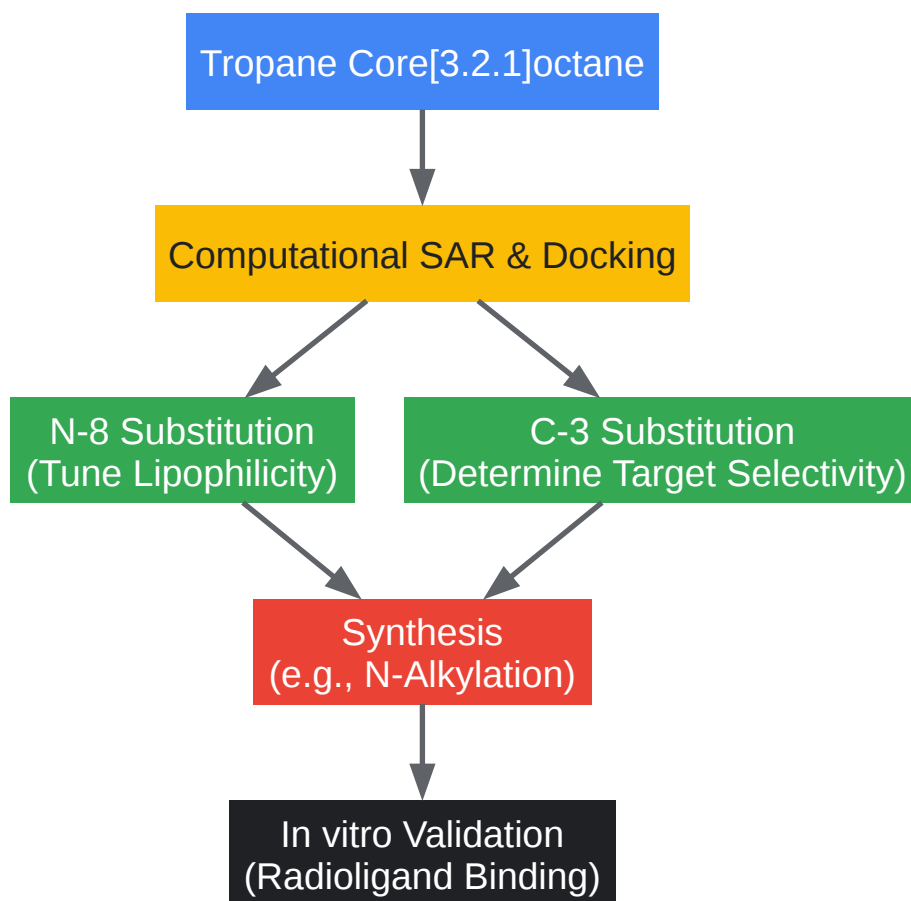 Tropane Core[3.2.1]octane
Computational SAR & Docking
N-8 Substitution
(Tune Lipophilicity)
C-3 Substitution
(Determine Target Selectivity)
Synthesis
(e.g., N-Alkylation)
In vitro Validation
(Radioligand Binding)